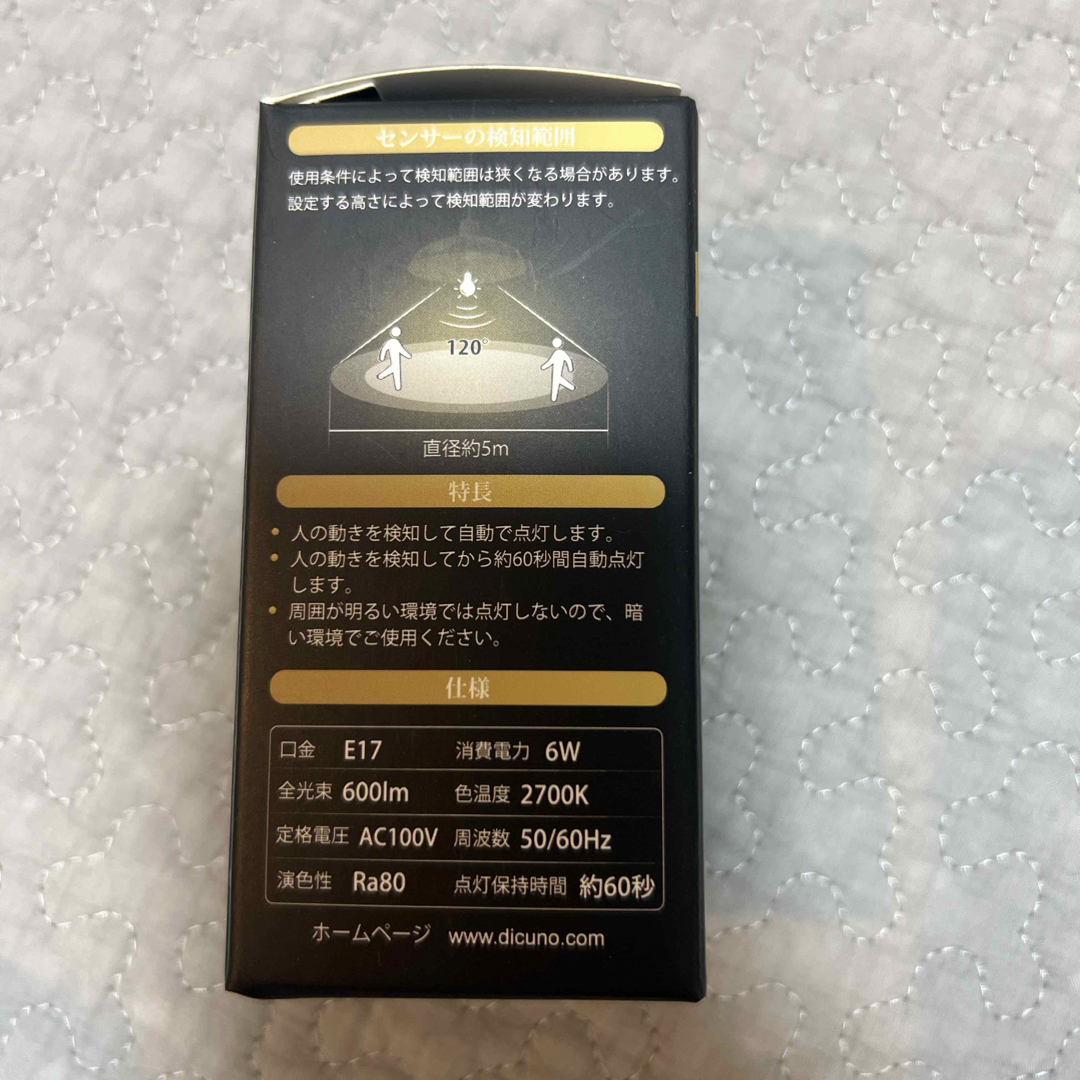 センサーの検知範囲
使用条件によって検知範囲は狭くなる場合があります。
設定する高さによって検知範囲が変わります。
120°
直径約5m
特長
• 人の動きを検知して自動で点灯します。
• 人の動きを検知してから約60秒間自動点灯
します。
• 周囲が明るい環境では点灯しないので、暗
い環境でご使用ください。
仕様
口金 E17 消費電力 6W
全光束 600lm 色温度 2700K
定格電圧 AC100V 周波数 50/60Hz
演色性 Ra80 点灯保持時間 約60秒
ホームページ www.dicuno.com